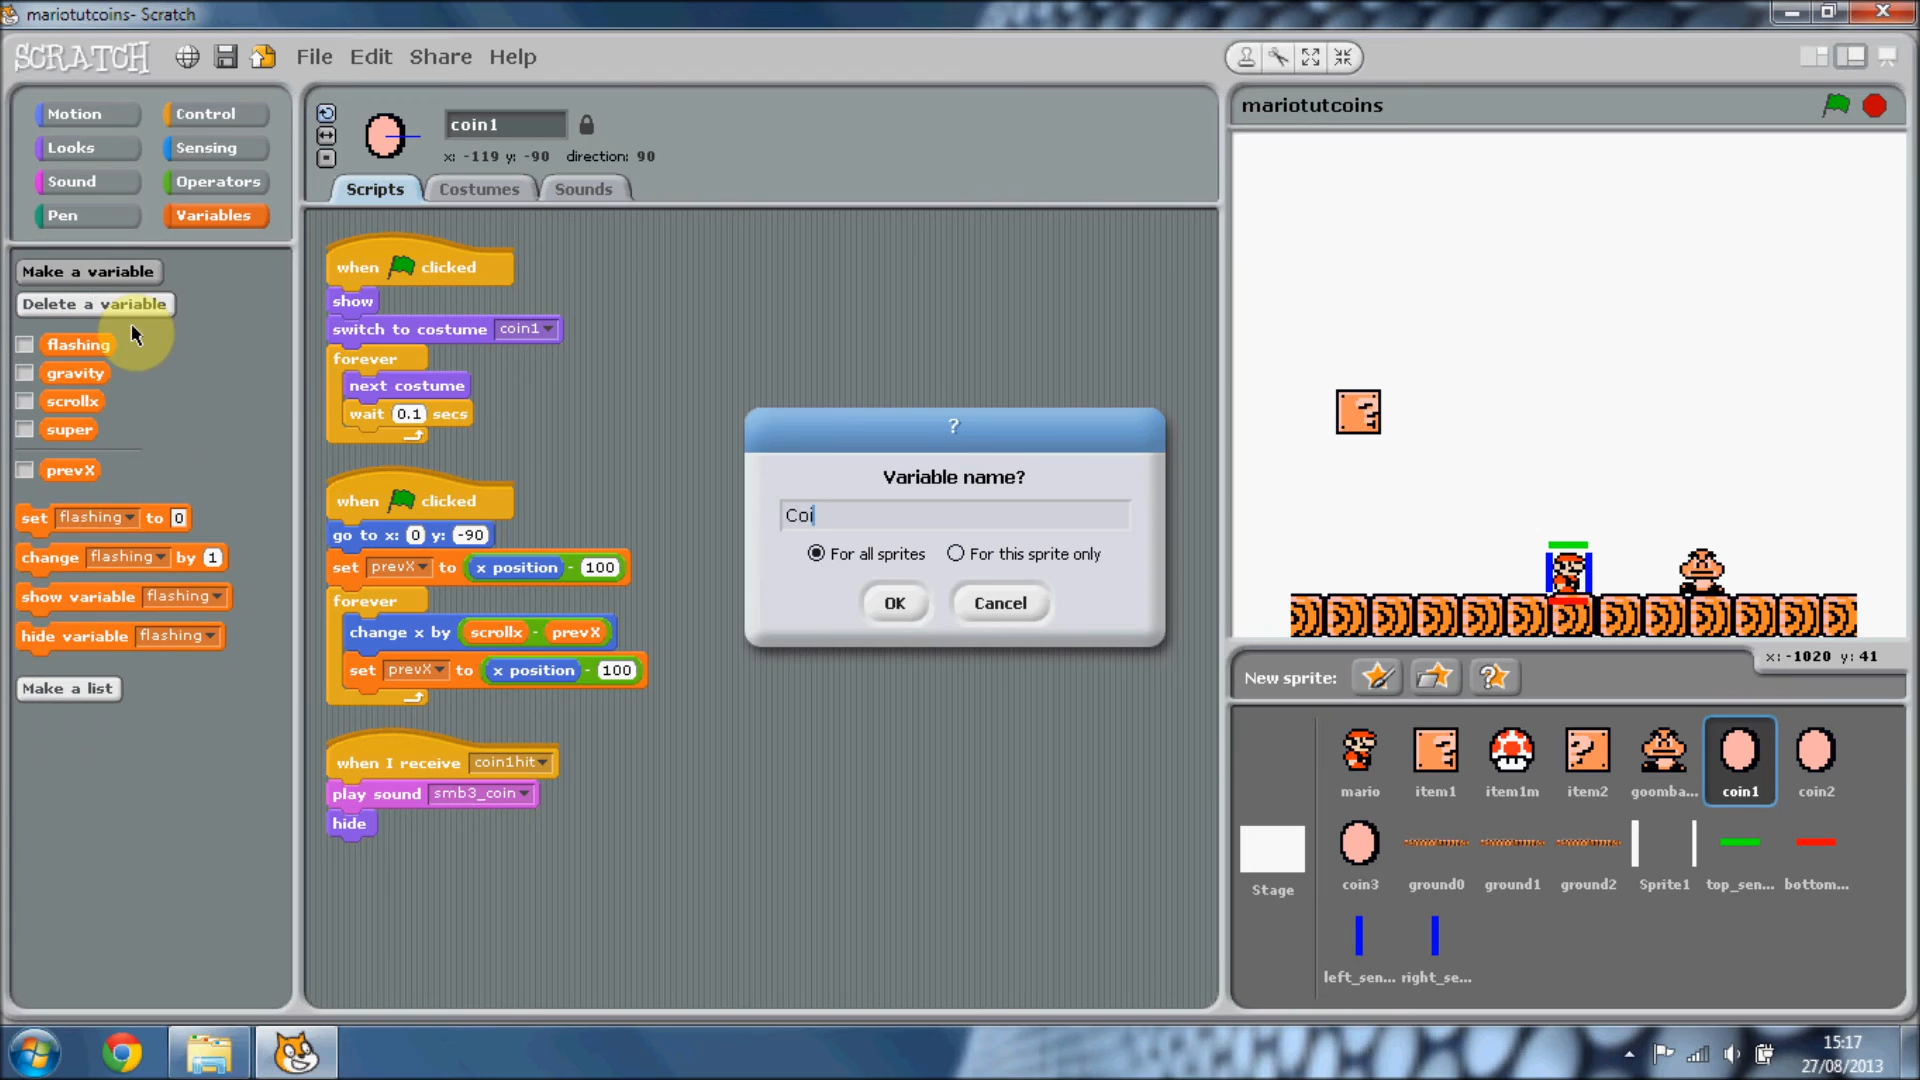 mariotutcoins- Scratch
SCRATCH File Edit Share Help
Motion Control
Looks Sensing
Sound Operators
Pen Variables
Make a variable
Delete a variable
flashing
gravity
scrollx
super
prevX
set flashing to 0
change flashing by 1
show variable flashing
hide variable flashing
Make a list
coin1
x: -119 y: -90 direction: 90
Scripts Costumes Sounds
when clicked
show
switch to costume coin1
forever
next costume
wait 0.1 secs
when clicked
go to x: 0 y: -90
set prevX to x position - 100
forever
change x by scrollx - prevX
set prevX to x position - 100
when I receive coin1hit
play sound smb3_coin
hide
?
Variable name?
Coi
For all sprites For this sprite only
OK Cancel
mariotutcoins
x: -1020 y: 41
New sprite:
mario item1 item1m item2 goomba... coin1 coin2
Stage
coin3 ground0 ground1 ground2 Sprite1 top_sen... bottom...
left_sen... right_se...
15:17
27/08/2013